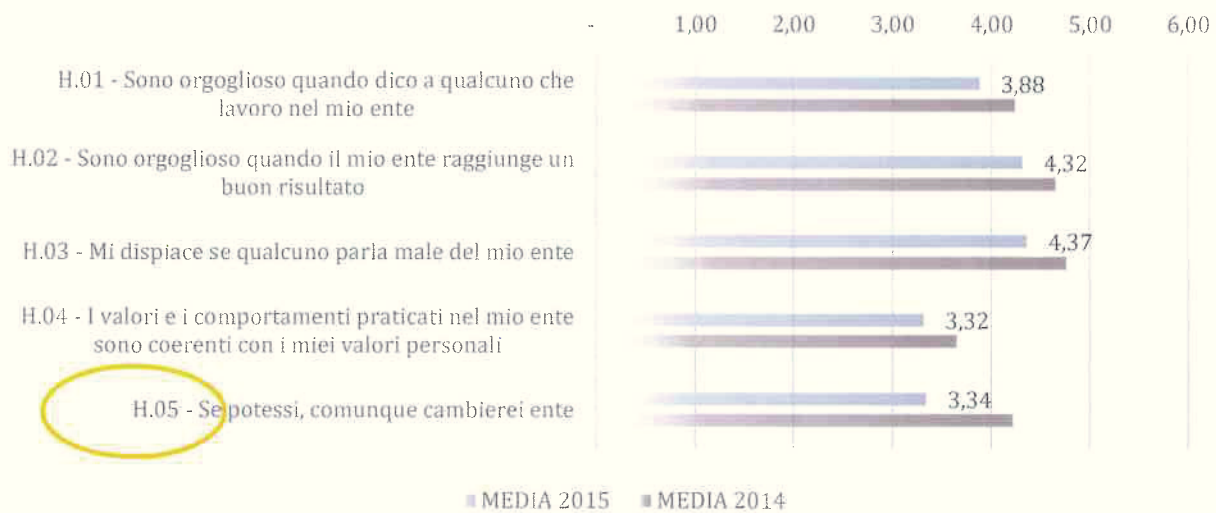 - 1,00 2,00 3,00 4,00 5,00 6,00
H.01 - Sono orgoglioso quando dico a qualcuno che
lavoro nel mio ente
3,88
H.02 - Sono orgoglioso quando il mio ente raggiunge un
buon risultato
4,32
H.03 - Mi dispiace se qualcuno parla male del mio ente
4,37
H.04 - I valori e i comportamenti praticati nel mio ente
sono coerenti con i miei valori personali
3,32
H.05 - Se potessi, comunque cambierei ente
3,34
MEDIA 2015 MEDIA 2014